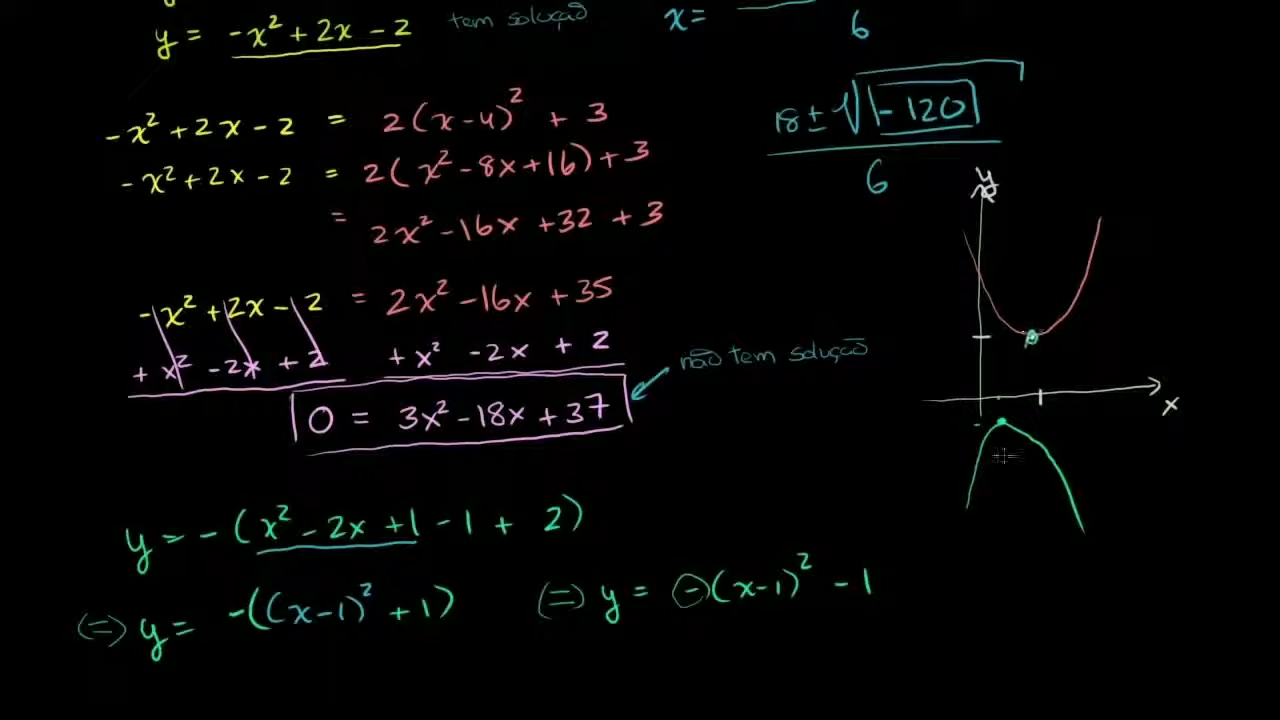 y = -x² + 2x - 2 tem solução
x = 6
-x² + 2x - 2 = 2(x-4)² + 3
-x² + 2x - 2 = 2(x² - 8x + 16) + 3
= 2x² - 16x + 32 + 3
-x² + 2x - 2 = 2x² - 16x + 35
+ x² - 2x + 2 + x² - 2x + 2
0 = 3x² - 18x + 37
não tem solução
18 ± √-120
6
y
x
y = -(x² - 2x + 1 - 1 + 2)
(=) y = -((x-1)² + 1) (=) y = -(x-1)² - 1